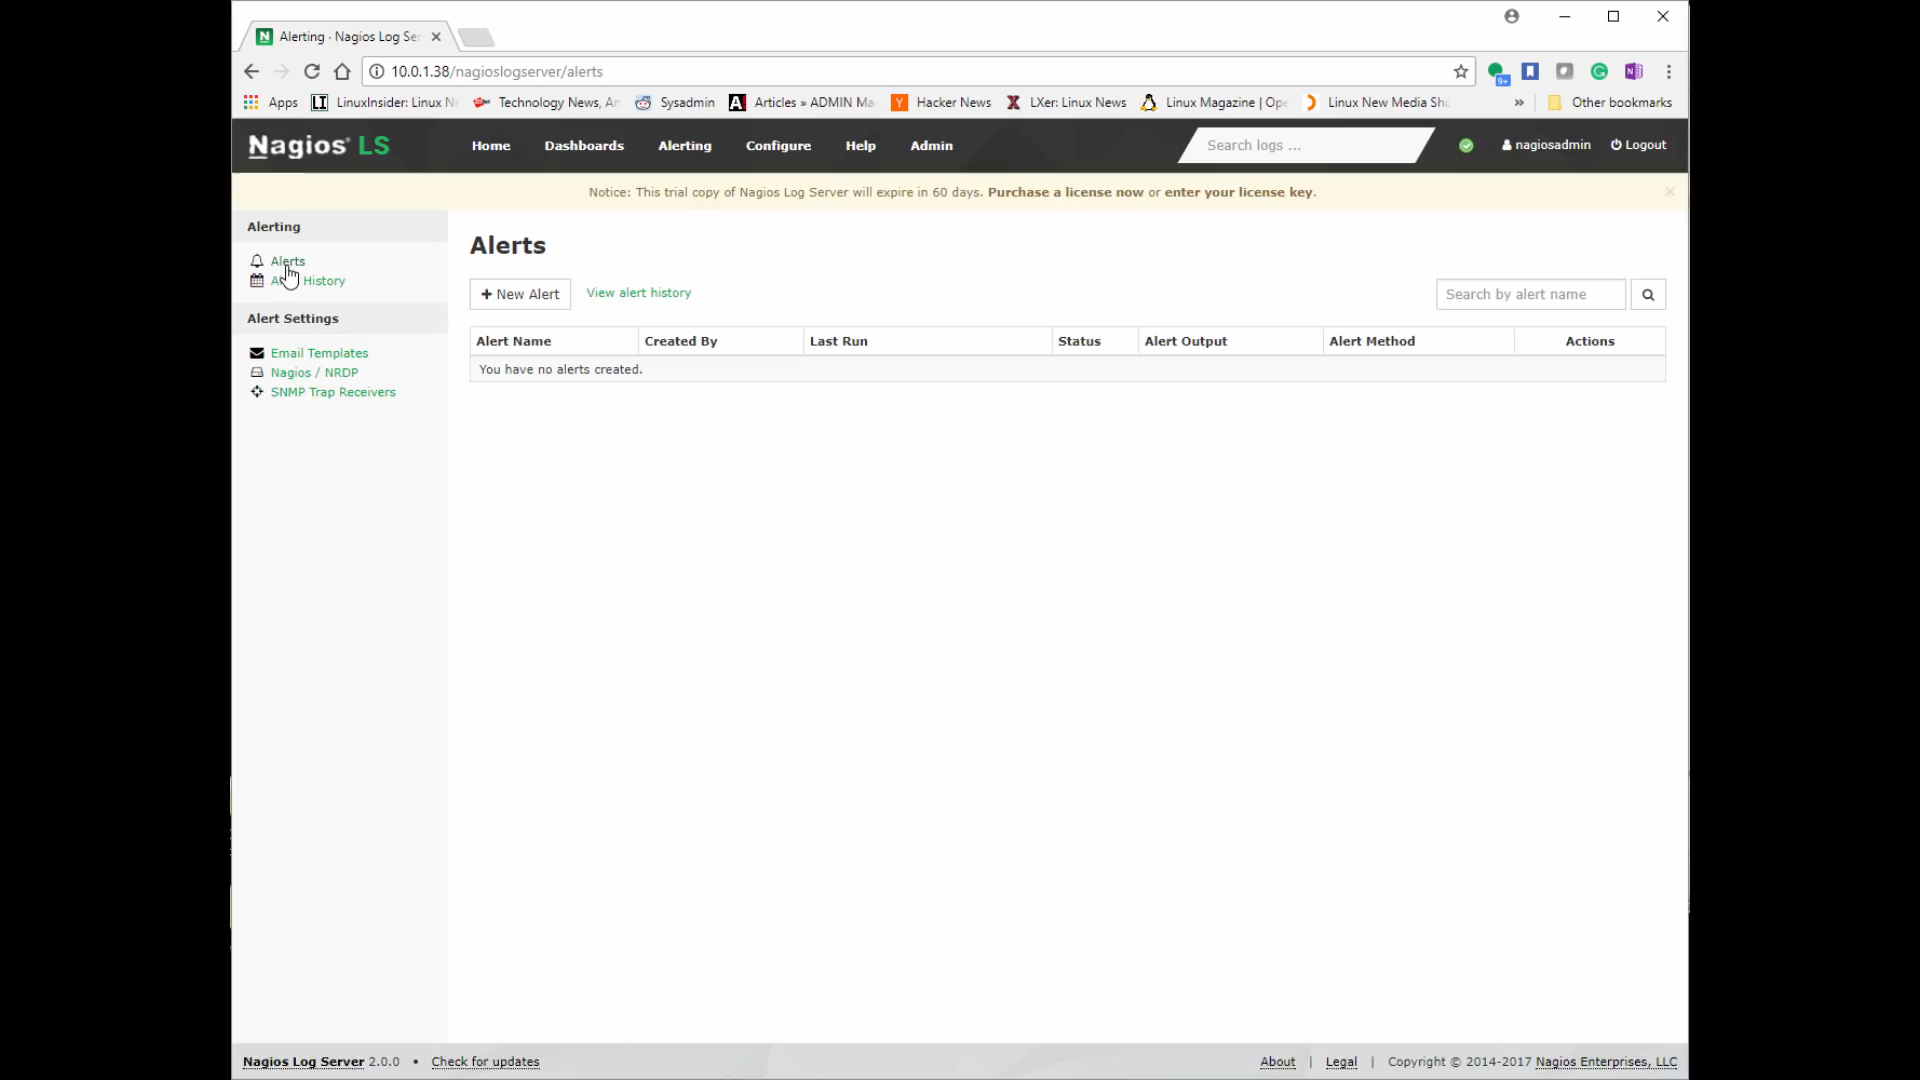 Alerting · Nagios Log Se
10.0.1.38/nagioslogserver/alerts
Apps LinuxInsider: Linux N Technology News, Ar Sysadmin Articles » ADMIN Ma Hacker News LXer: Linux News Linux Magazine | Ope Linux New Media Sho » Other bookmarks
Nagios® LS Home Dashboards Alerting Configure Help Admin Search logs ... nagiosadmin Logout
Notice: This trial copy of Nagios Log Server will expire in 60 days. Purchase a license now or enter your license key. ×
Alerting
Alerts
History
Alert Settings
Email Templates
Nagios / NRDP
SNMP Trap Receivers
Alerts
+ New Alert View alert history Search by alert name
Alert Name Created By Last Run Status Alert Output Alert Method Actions
You have no alerts created.
Nagios Log Server 2.0.0 • Check for updates About | Legal | Copyright © 2014-2017 Nagios Enterprises, LLC